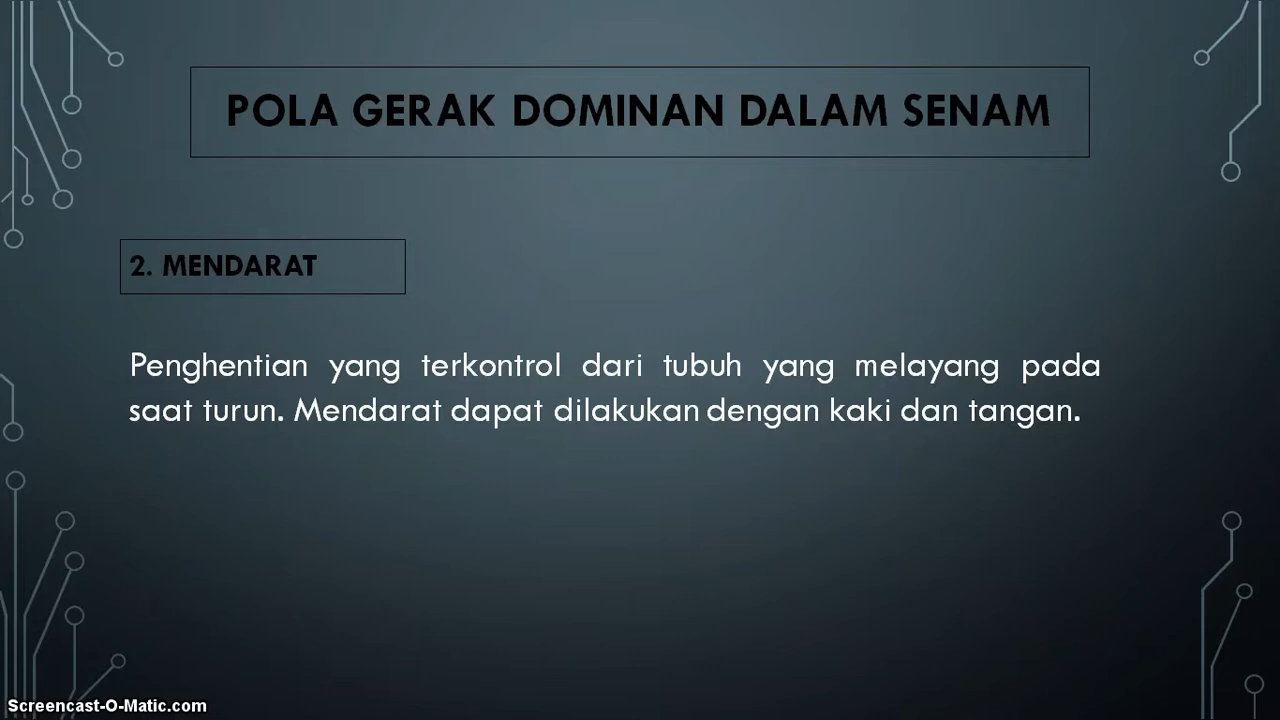 POLA GERAK DOMINAN DALAM SENAM
2. MENDARAT
Penghentian yang terkontrol dari tubuh yang melayang pada
saat turun. Mendarat dapat dilakukan dengan kaki dan tangan.
Screencast-O-Matic.com